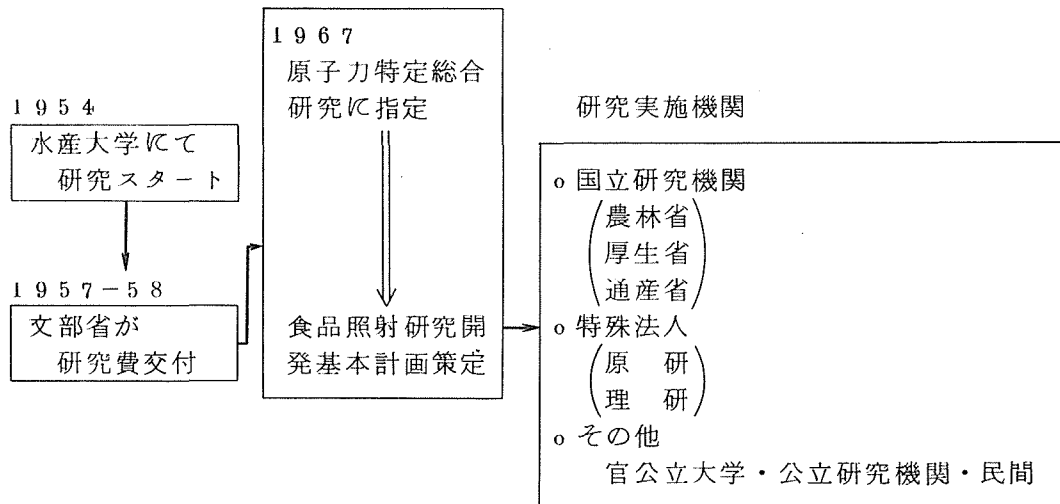 1954
水産大学にて
研究スタート
1957-58
文部省が
研究費交付
1967
原子力特定総合
研究に指定
食品照射研究開
発基本計画策定
研究実施機関
o 国立研究機関
農林省
厚生省
通産省
o 特殊法人
原 研
理 研
o その他
官公立大学・公立研究機関・民間